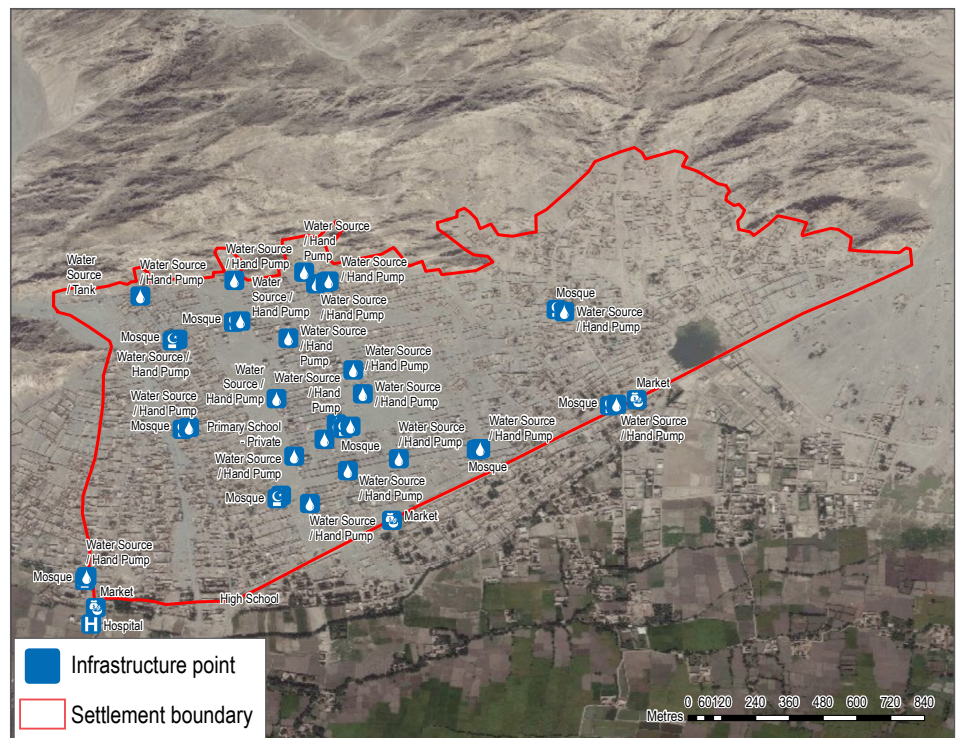 Water Source
/ Hand
Pump
Water Source
/ Hand Pump
Water
Source
/ Tank
Water Source
/ Hand Pump
Water Source
/ Hand Pump
Water
Source /
Hand Pump
Water Source
/ Hand Pump
Mosque
Water Source
/ Hand Pump
Mosque
Mosque
Water Source /
Hand Pump
Water Source
/ Hand
Pump
Water Source
/ Hand Pump
Water
Source /
Hand Pump
Water Source
/ Hand
Pump
Water Source
/ Hand Pump
Market
Mosque
Water Source
/ Hand Pump
Water Source
/ Hand Pump
Mosque
Primary School
- Private
Mosque
Water Source
/ Hand Pump
Water Source
/ Hand Pump
Mosque
Water Source
/ Hand Pump
Water Source
/ Hand Pump
Mosque
Water Source
/ Hand Pump
Market
Water Source
/ Hand Pump
Mosque
Market
High School
H
Hospital
Infrastructure point
Settlement boundary
0 60 120 240 360 480 600 720 840
Metres